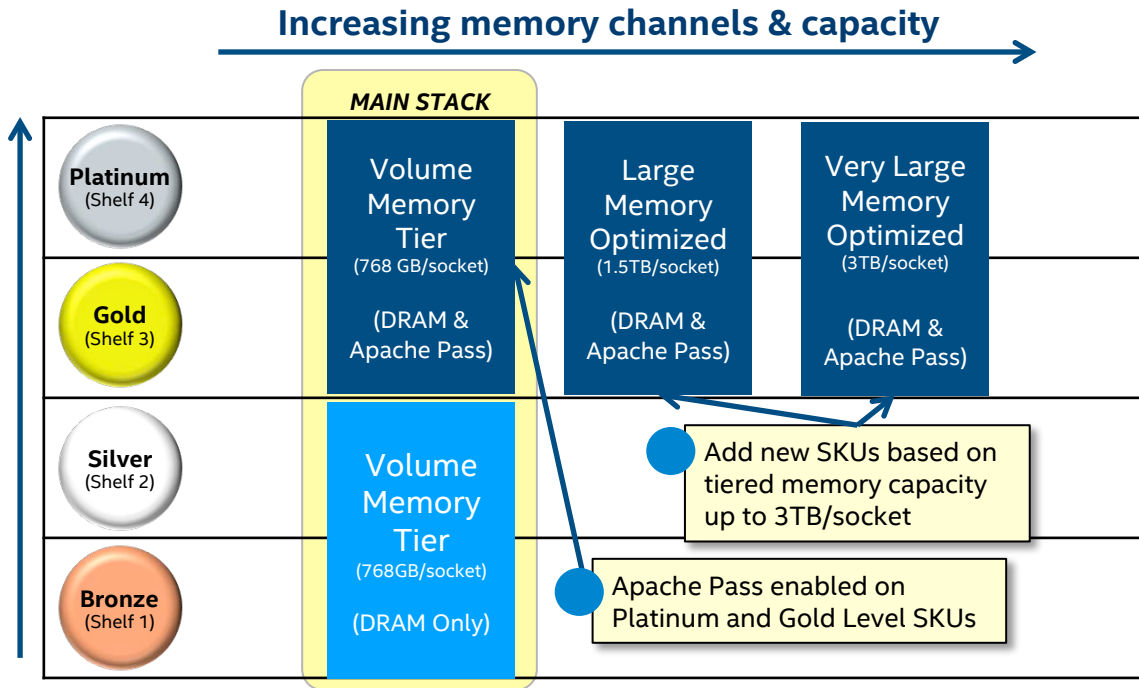 Increasing memory channels & capacity
MAIN STACK
Platinum
(Shelf 4)
Volume
Memory
Tier
(768 GB/socket)
(DRAM &
Apache Pass)
Large
Memory
Optimized
(1.5TB/socket)
(DRAM &
Apache Pass)
Very Large
Memory
Optimized
(3TB/socket)
(DRAM &
Apache Pass)
Gold
(Shelf 3)
Silver
(Shelf 2)
Volume
Memory
Tier
(768GB/socket)
(DRAM Only)
Add new SKUs based on
tiered memory capacity
up to 3TB/socket
Bronze
(Shelf 1)
Apache Pass enabled on
Platinum and Gold Level SKUs